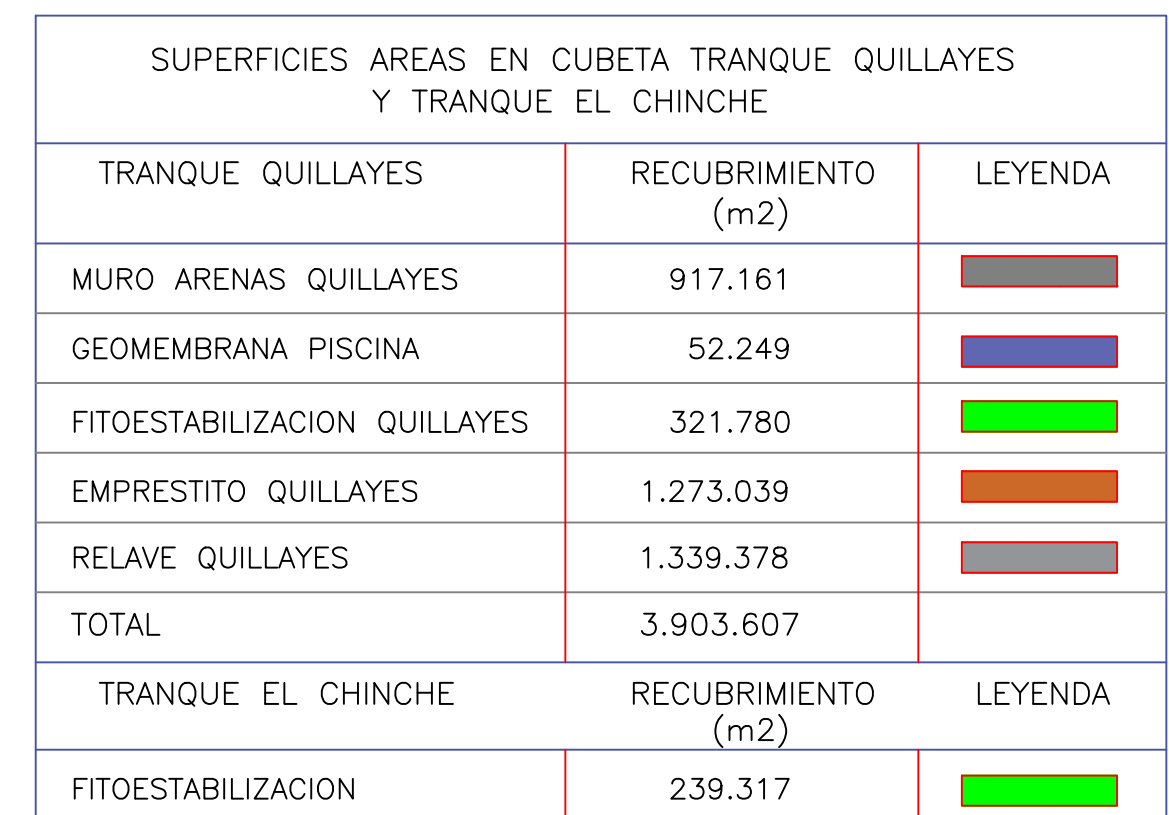 SUPERFICIES AREAS EN CUBETA TRANQUE QUILLAYES
Y TRANQUE EL CHINCHE
TRANQUE QUILLAYES RECUBRIMIENTO LEYENDA
(m2)
MURO ARENAS QUILLAYES 917.161
GEOMEMBRANA PISCINA 52.249
FITOESTABILIZACION QUILLAYES 321.780
EMPRESTITO QUILLAYES 1.273.039
RELAVE QUILLAYES 1.339.378
TOTAL 3.903.607
TRANQUE EL CHINCHE RECUBRIMIENTO LEYENDA
(m2)
FITOESTABILIZACION 239.317